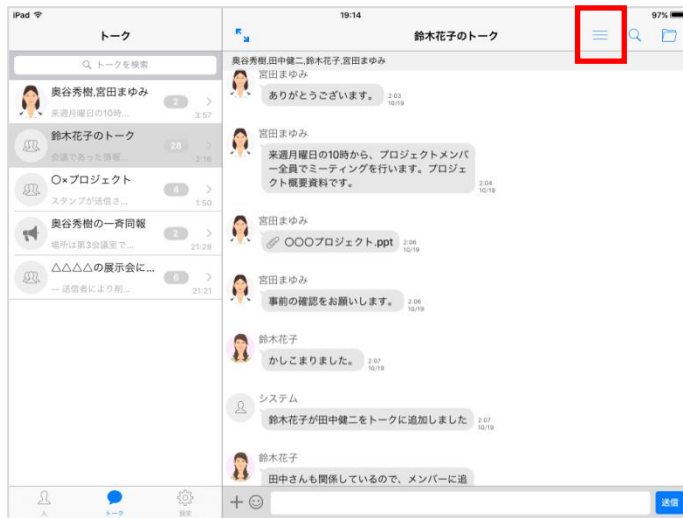 iPad
19:14
97%
トーク
鈴木花子のトーク
トークを検索
奥谷秀樹,宮田まゆみ
2
来週月曜日の10時...
3:57
鈴木花子のトーク
28
会議であった情報...
2:16
○×プロジェクト
4
スタンプが送信さ...
1:50
奥谷秀樹の一斉同報
2
場所は第3会議室で...
21:28
△△△△の展示会に...
6
-- 送信者により削...
21:21
人
トーク
設定
奥谷秀樹,田中健二,鈴木花子,宮田まゆみ
宮田まゆみ
ありがとうございます。
2:03
10/19
宮田まゆみ
来週月曜日の10時から、プロジェクトメンバ
ー全員でミーティングを行います。プロジェ
クト概要資料です。
2:04
10/19
宮田まゆみ
○○○プロジェクト.ppt
2:06
10/19
宮田まゆみ
事前の確認をお願いします。
2:06
10/19
鈴木花子
かしこまりました。
2:07
10/19
システム
鈴木花子が田中健二をトークに追加しました
2:07
10/19
鈴木花子
田中さんも関係しているので、メンバーに追
送信